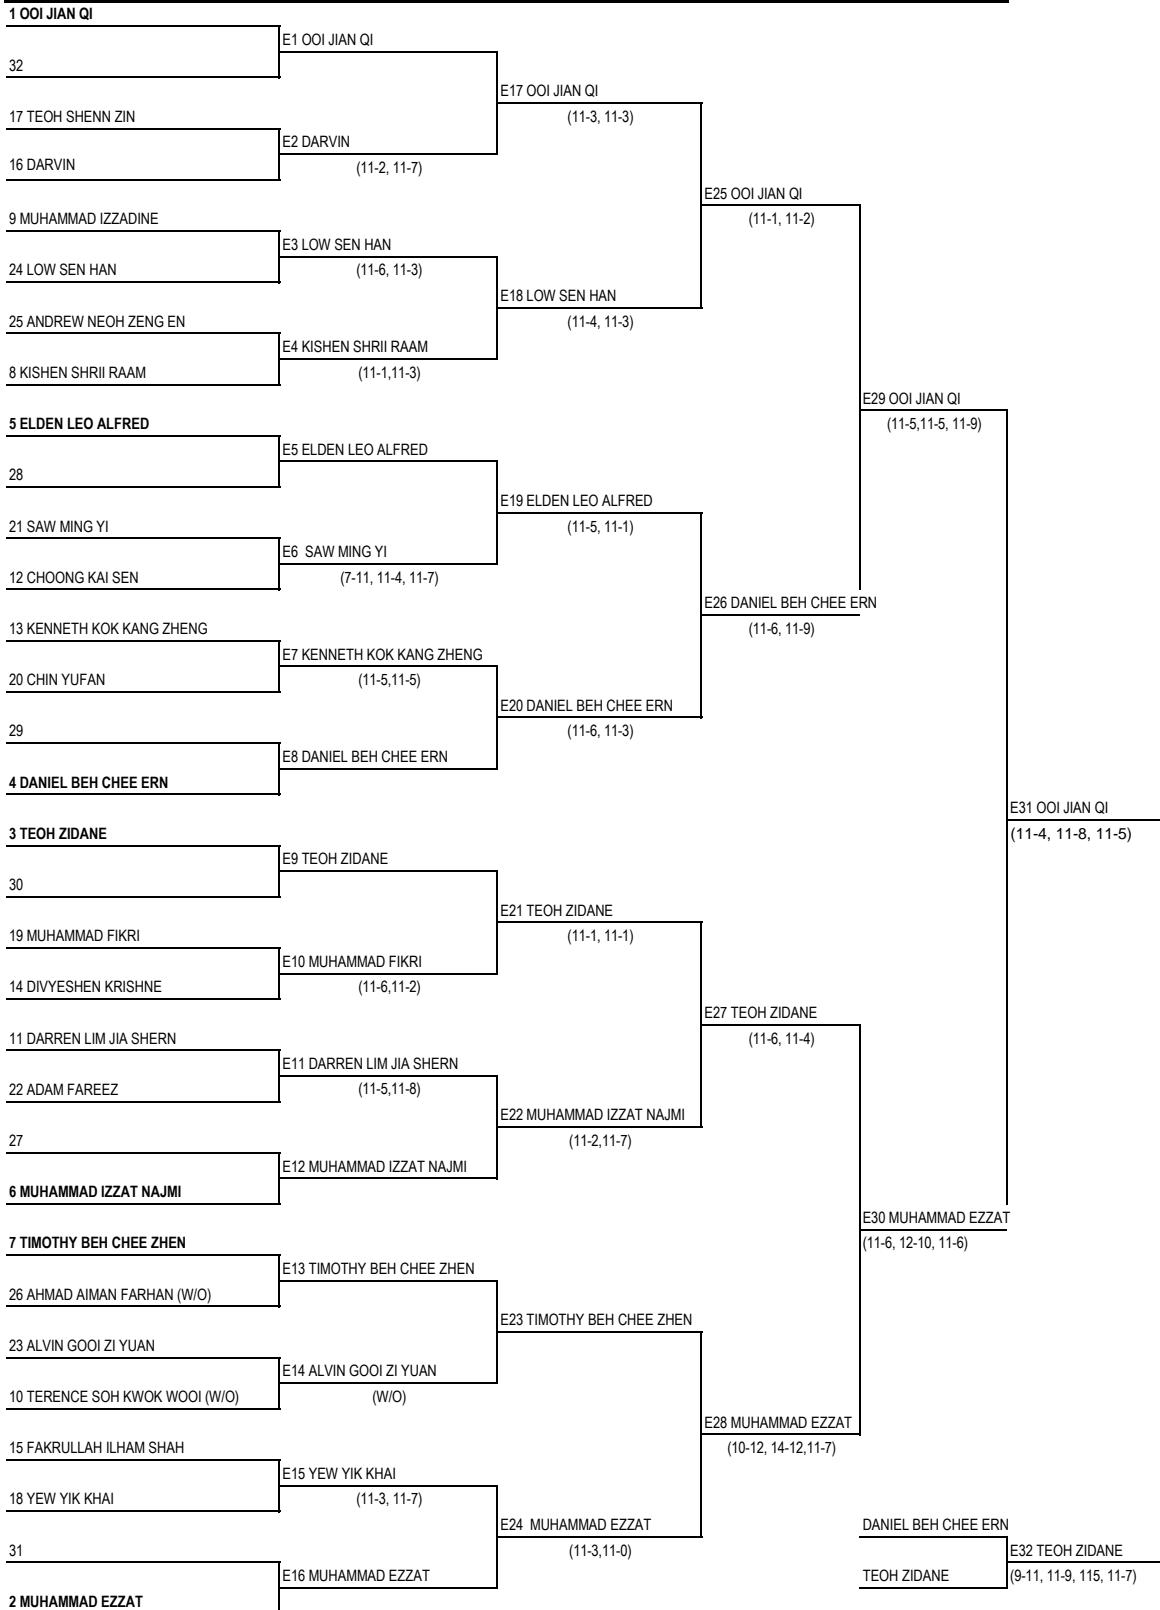 1 OOI JIAN QI
E1 OOI JIAN QI
32
E17 OOI JIAN QI
17 TEOH SHENN ZIN
(11-3, 11-3)
E2 DARVIN
16 DARVIN
(11-2, 11-7)
E25 OOI JIAN QI
9 MUHAMMAD IZZADINE
(11-1, 11-2)
E3 LOW SEN HAN
24 LOW SEN HAN
(11-6, 11-3)
E18 LOW SEN HAN
25 ANDREW NEOH ZENG EN
(11-4, 11-3)
E4 KISHEN SHRII RAAM
8 KISHEN SHRII RAAM
(11-1,11-3)
E29 OOI JIAN QI
5 ELDEN LEO ALFRED
(11-5,11-5, 11-9)
E5 ELDEN LEO ALFRED
28
E19 ELDEN LEO ALFRED
21 SAW MING YI
(11-5, 11-1)
E6 SAW MING YI
12 CHOONG KAI SEN
(7-11, 11-4, 11-7)
E26 DANIEL BEH CHEE ERN
13 KENNETH KOK KANG ZHENG
(11-6, 11-9)
E7 KENNETH KOK KANG ZHENG
20 CHIN YUFAN
(11-5,11-5)
E20 DANIEL BEH CHEE ERN
29
(11-6, 11-3)
E8 DANIEL BEH CHEE ERN
4 DANIEL BEH CHEE ERN
E31 OOI JIAN QI
3 TEOH ZIDANE
(11-4, 11-8, 11-5)
E9 TEOH ZIDANE
30
E21 TEOH ZIDANE
19 MUHAMMAD FIKRI
(11-1, 11-1)
E10 MUHAMMAD FIKRI
14 DIVYESHEN KRISHNE
(11-6,11-2)
E27 TEOH ZIDANE
11 DARREN LIM JIA SHERN
(11-6, 11-4)
E11 DARREN LIM JIA SHERN
22 ADAM FAREEZ
(11-5,11-8)
E22 MUHAMMAD IZZAT NAJMI
27
(11-2,11-7)
E12 MUHAMMAD IZZAT NAJMI
6 MUHAMMAD IZZAT NAJMI
E30 MUHAMMAD EZZAT
7 TIMOTHY BEH CHEE ZHEN
(11-6, 12-10, 11-6)
E13 TIMOTHY BEH CHEE ZHEN
26 AHMAD AIMAN FARHAN (W/O)
E23 TIMOTHY BEH CHEE ZHEN
23 ALVIN GOOI ZI YUAN
E14 ALVIN GOOI ZI YUAN
10 TERENCE SOH KWOK WOOI (W/O)
(W/O)
E28 MUHAMMAD EZZAT
15 FAKRULLAH ILHAM SHAH
(10-12, 14-12,11-7)
E15 YEW YIK KHAI
18 YEW YIK KHAI
(11-3, 11-7)
E24 MUHAMMAD EZZAT
DANIEL BEH CHEE ERN
31
(11-3,11-0)
E32 TEOH ZIDANE
E16 MUHAMMAD EZZAT
TEOH ZIDANE
(9-11, 11-9, 115, 11-7)
2 MUHAMMAD EZZAT